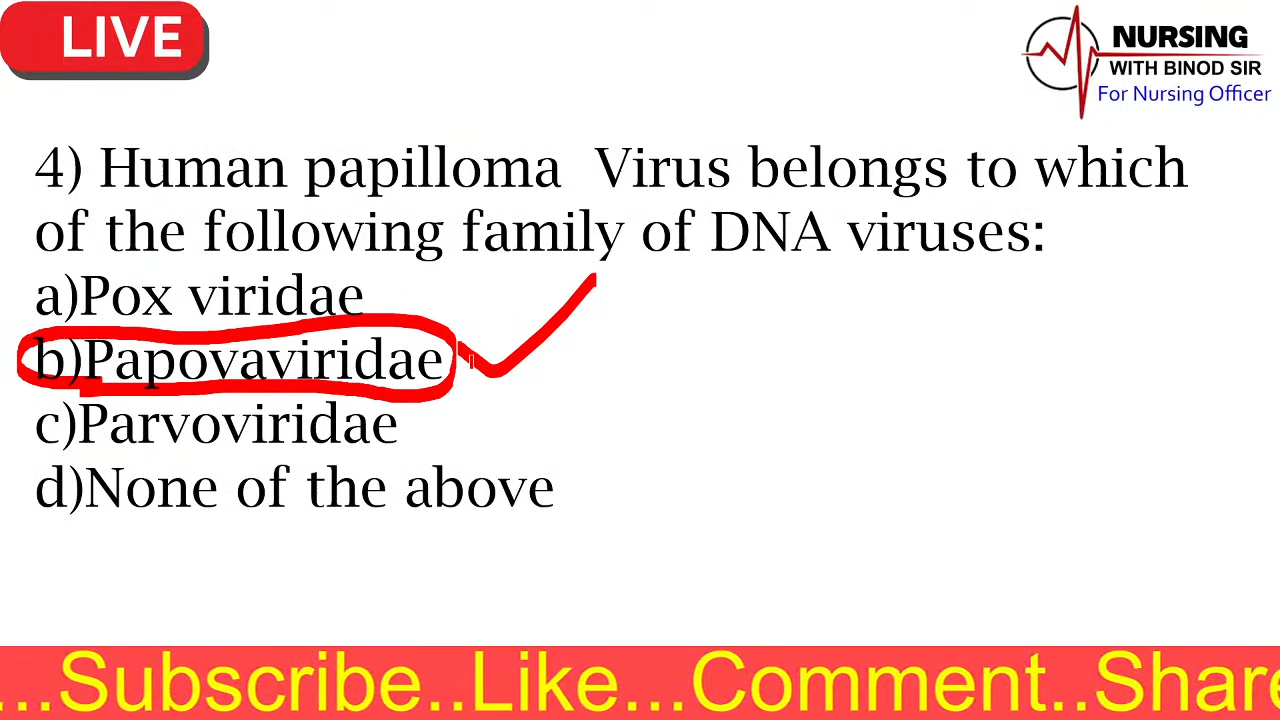 LIVE
NURSING
WITH BINOD SIR
For Nursing Officer
4) Human papilloma  Virus belongs to which
of the following family of DNA viruses:
a)Pox viridae
b)Papovaviridae
c)Parvoviridae
d)None of the above
...Subscribe..Like...Comment..Share